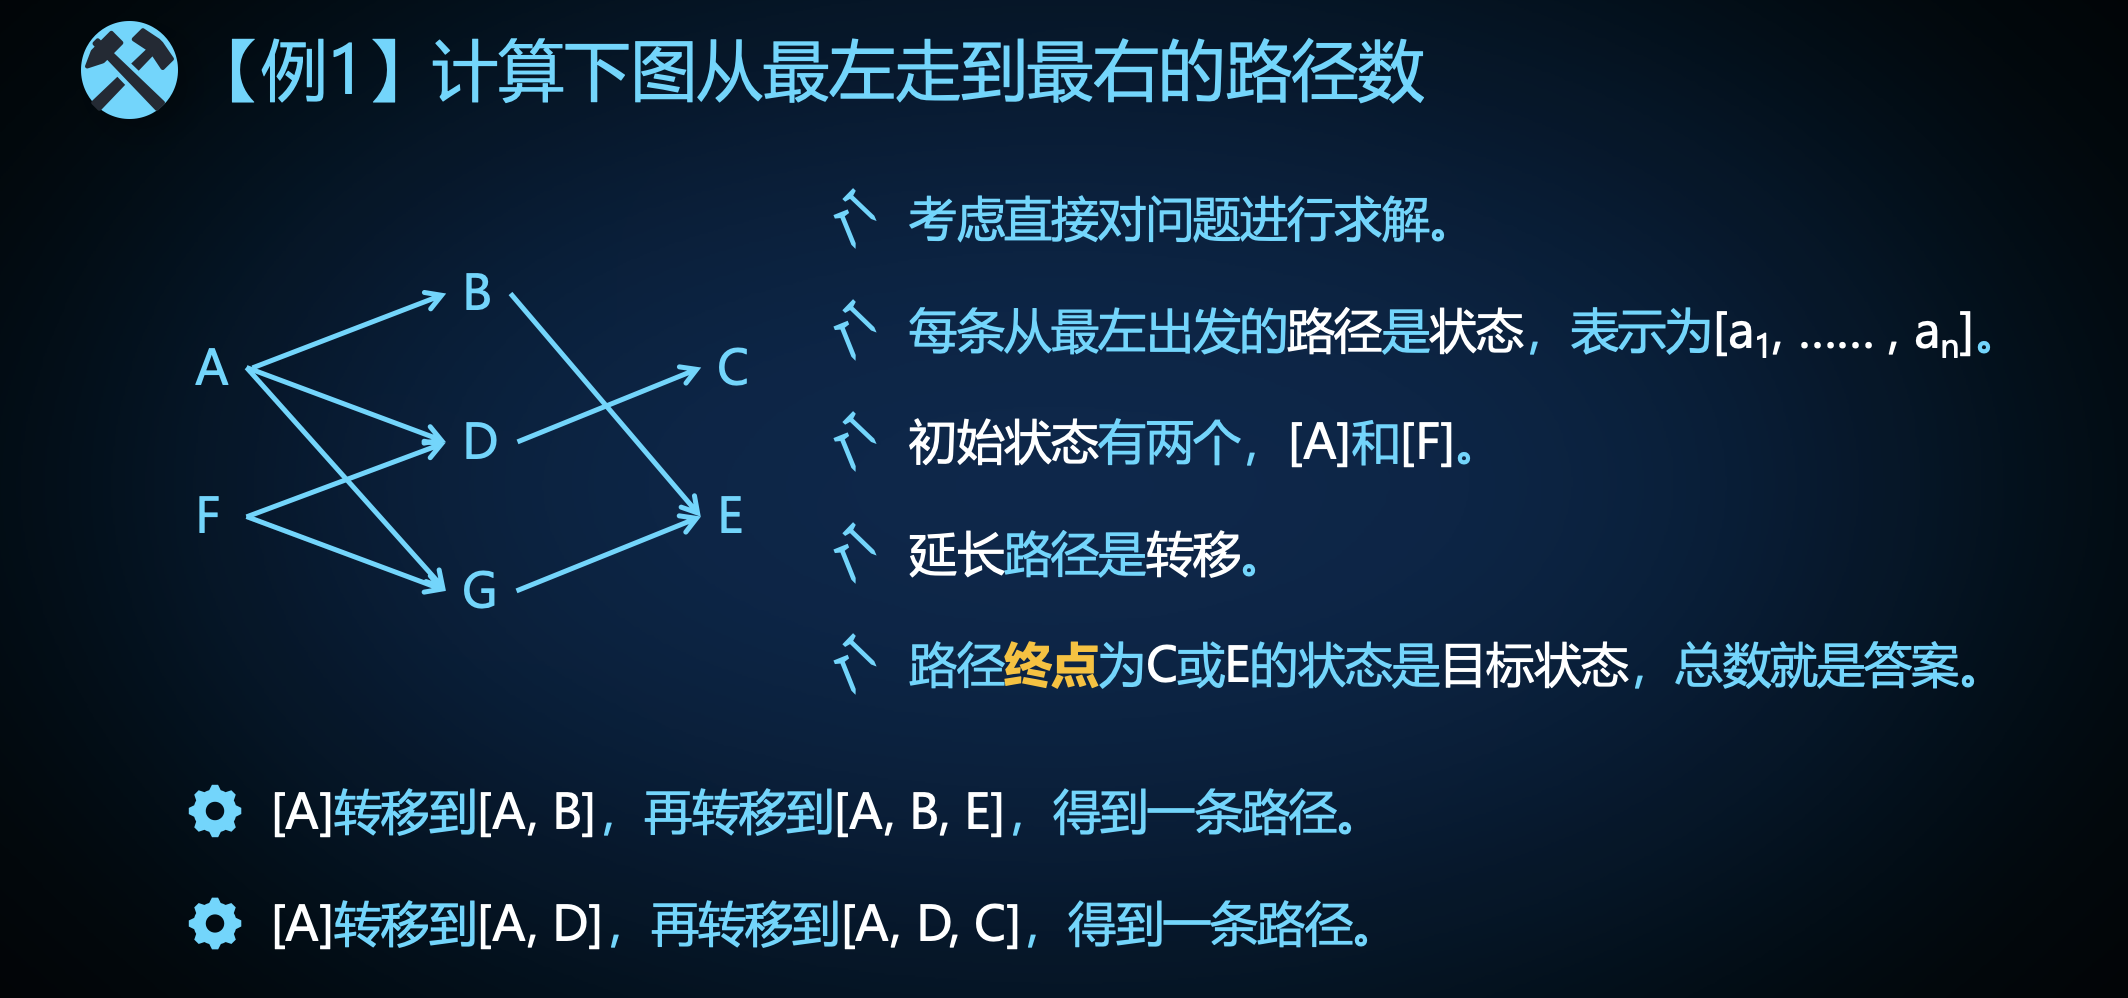 【例1】计算下图从最左走到最右的路径数
考虑直接对问题进行求解。
每条从最左出发的路径是状态，表示为[a1, …… , an]。
初始状态有两个，[A]和[F]。
延长路径是转移。
路径终点为C或E的状态是目标状态，总数就是答案。
B
A
C
D
F
E
G
[A]转移到[A, B]，再转移到[A, B, E]，得到一条路径。
[A]转移到[A, D]，再转移到[A, D, C]，得到一条路径。